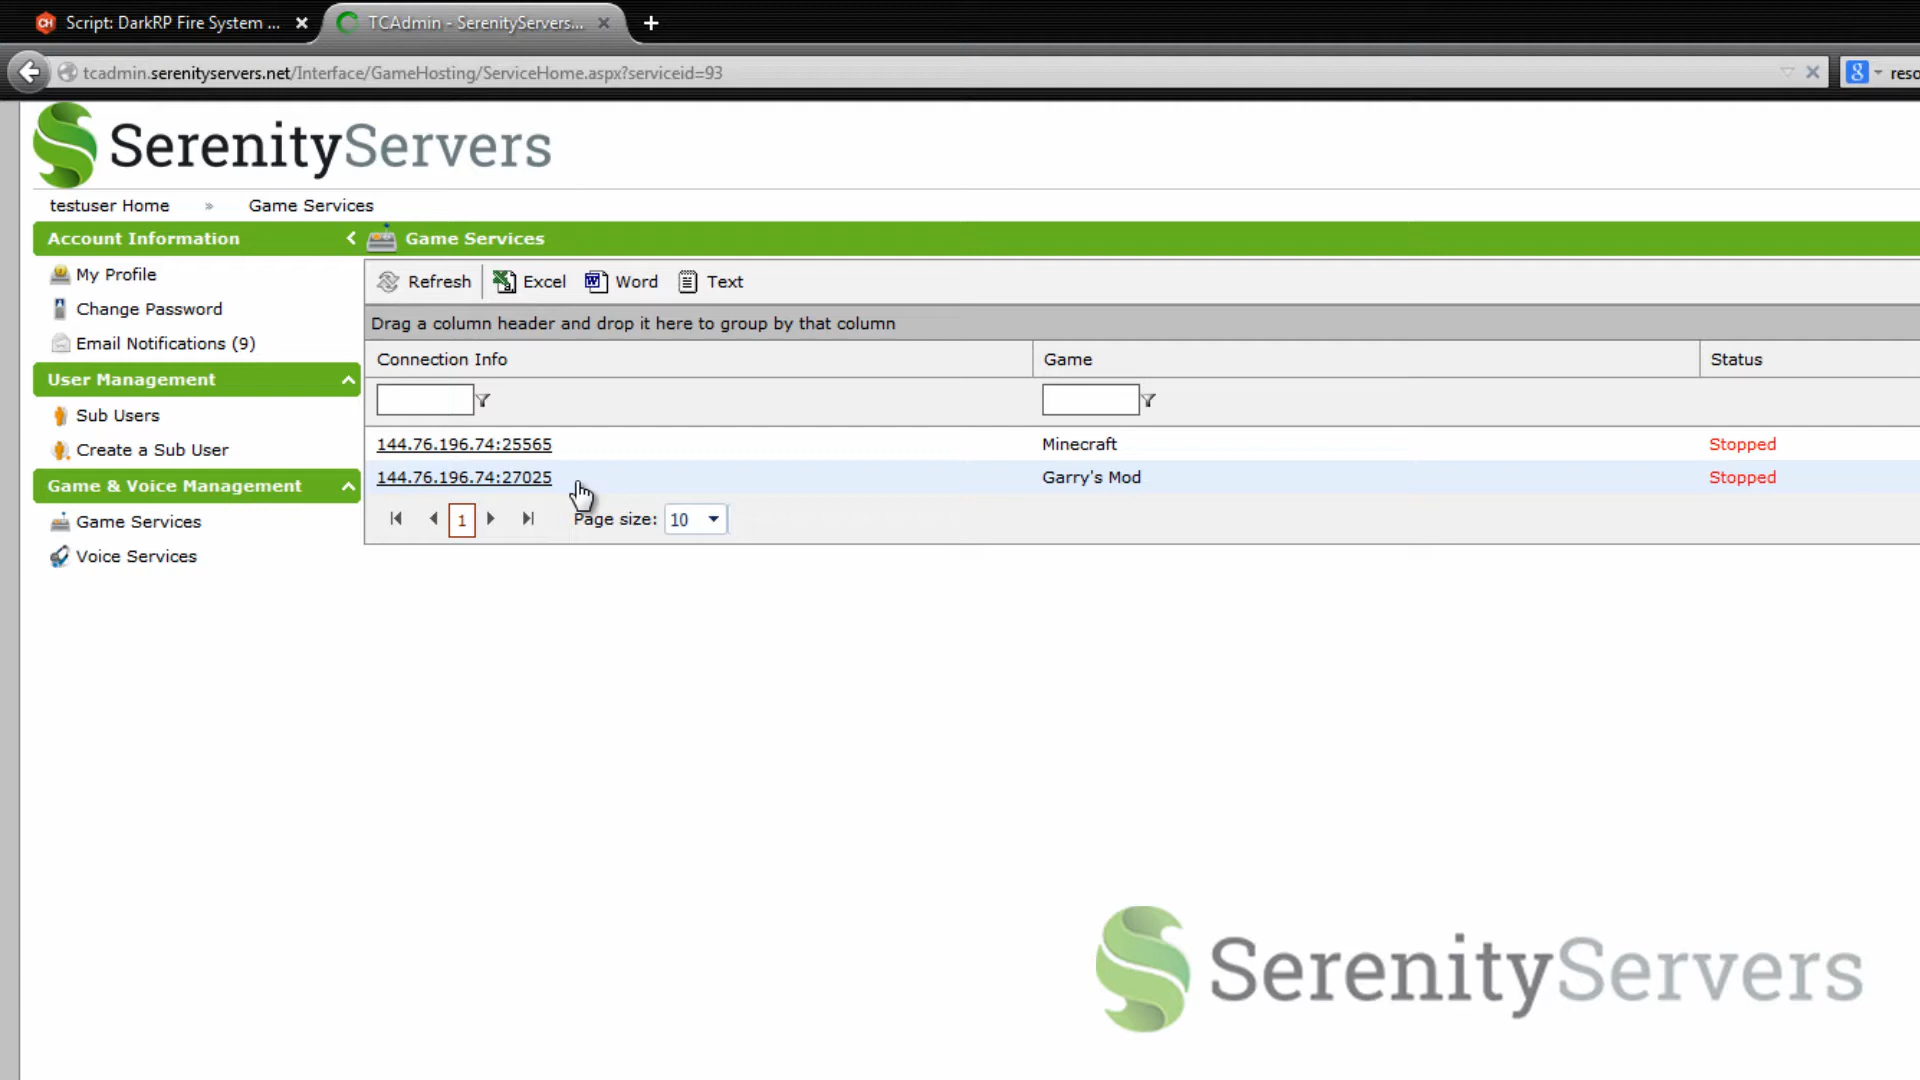 Script: DarkRP Fire System ...
TCAdmin - SerenityServers...
tcadmin.serenityservers.net/Interface/GameHosting/ServiceHome.aspx?serviceid=93
reso
SerenityServers
testuser Home » Game Services
Account Information
Game Services
My Profile
Refresh Excel Word Text
Change Password
Drag a column header and drop it here to group by that column
Email Notifications (9)
Connection Info Game Status
User Management
Sub Users
144.76.196.74:25565 Minecraft Stopped
Create a Sub User
144.76.196.74:27025 Garry's Mod Stopped
Game & Voice Management
Game Services
1 Page size: 10
Voice Services
SerenityServers